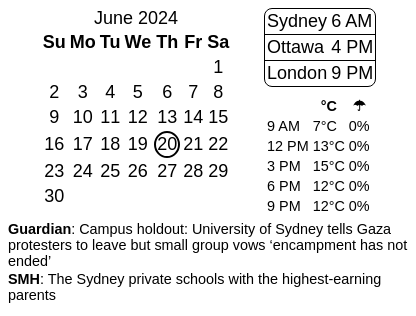 June 2024
Su Mo Tu We Th Fr Sa
1
2 3 4 5 6 7 8
9 10 11 12 13 14 15
16 17 18 19 20 21 22
23 24 25 26 27 28 29
30
Sydney 6 AM
Ottawa 4 PM
London 9 PM
°C ☂
9 AM 7°C 0%
12 PM 13°C 0%
3 PM 15°C 0%
6 PM 12°C 0%
9 PM 12°C 0%
Guardian: Campus holdout: University of Sydney tells Gaza
protesters to leave but small group vows ‘encampment has not
ended’
SMH: The Sydney private schools with the highest-earning
parents